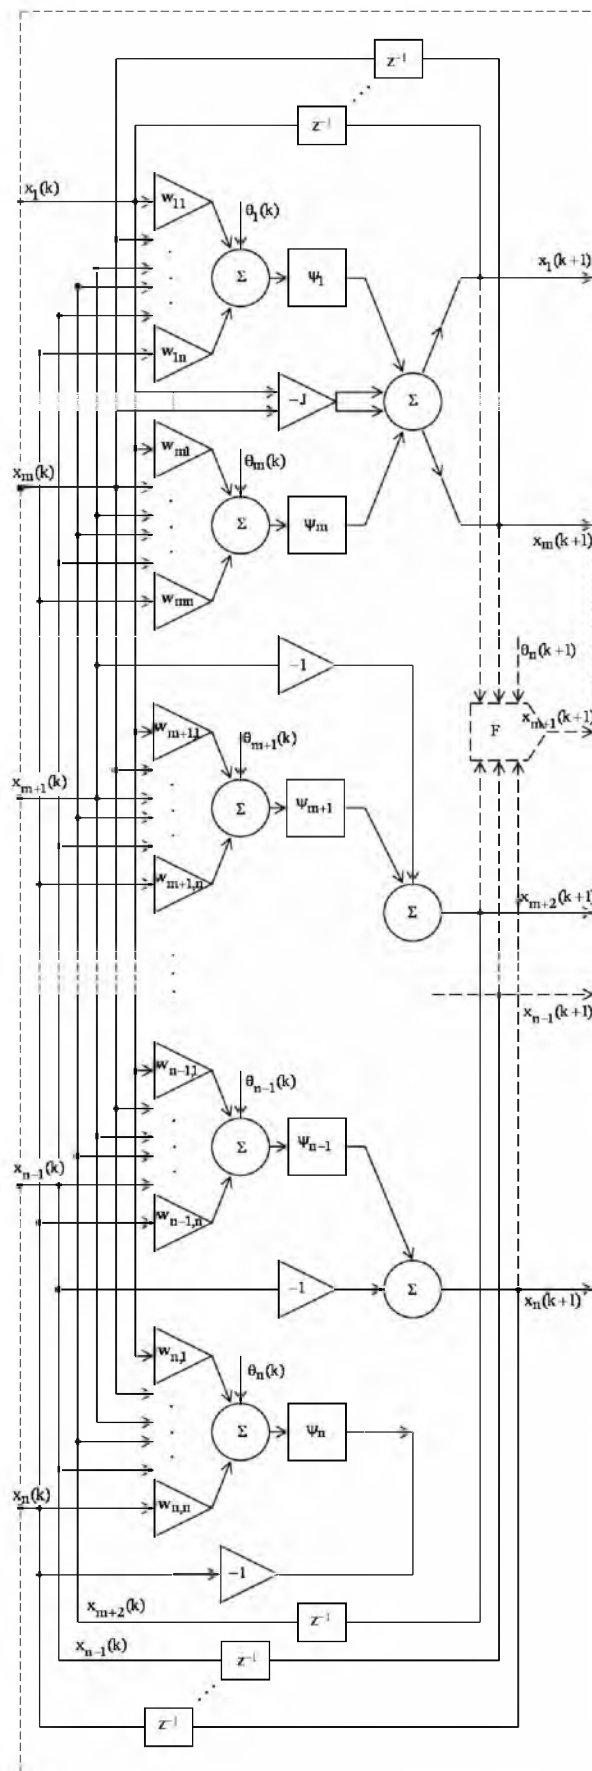 z⁻¹
z⁻¹
x₁(k)
w₁₁
θ₁(k)
Σ
ψ₁
x₁(k+1)
w₁ₙ
-J
Σ
wₘ₁
xₘ(k)
θₘ(k)
Σ
ψₘ
xₘ(k+1)
wₘₙ
θₙ(k+1)
-1
F
xₘ₊₁(k+1)
wₘ₊₁,₁
θₘ₊₁(k)
xₘ₊₁(k)
Σ
ψₘ₊₁
wₘ₊₁,ₙ
xₘ₊₂(k+1)
Σ
xₙ₋₁(k+1)
wₙ₋₁,₁
θₙ₋₁(k)
Σ
ψₙ₋₁
xₙ₋₁(k)
wₙ₋₁,ₙ
-1
Σ
xₙ(k+1)
wₙ,₁
θₙ(k)
Σ
ψₙ
xₙ(k)
wₙ,ₙ
-1
xₘ₊₂(k)
z⁻¹
xₙ₋₁(k)
z⁻¹
z⁻¹